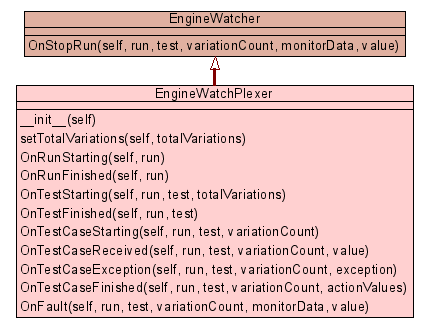 EngineWatcher
OnStopRun(self, run, test, variationCount, monitorData, value)
EngineWatchPlexer
__init__(self)
setTotalVariations(self, totalVariations)
OnRunStarting(self, run)
OnRunFinished(self, run)
OnTestStarting(self, run, test, totalVariations)
OnTestFinished(self, run, test)
OnTestCaseStarting(self, run, test, variationCount)
OnTestCaseReceived(self, run, test, variationCount, value)
OnTestCaseException(self, run, test, variationCount, exception)
OnTestCaseFinished(self, run, test, variationCount, actionValues)
OnFault(self, run, test, variationCount, monitorData, value)